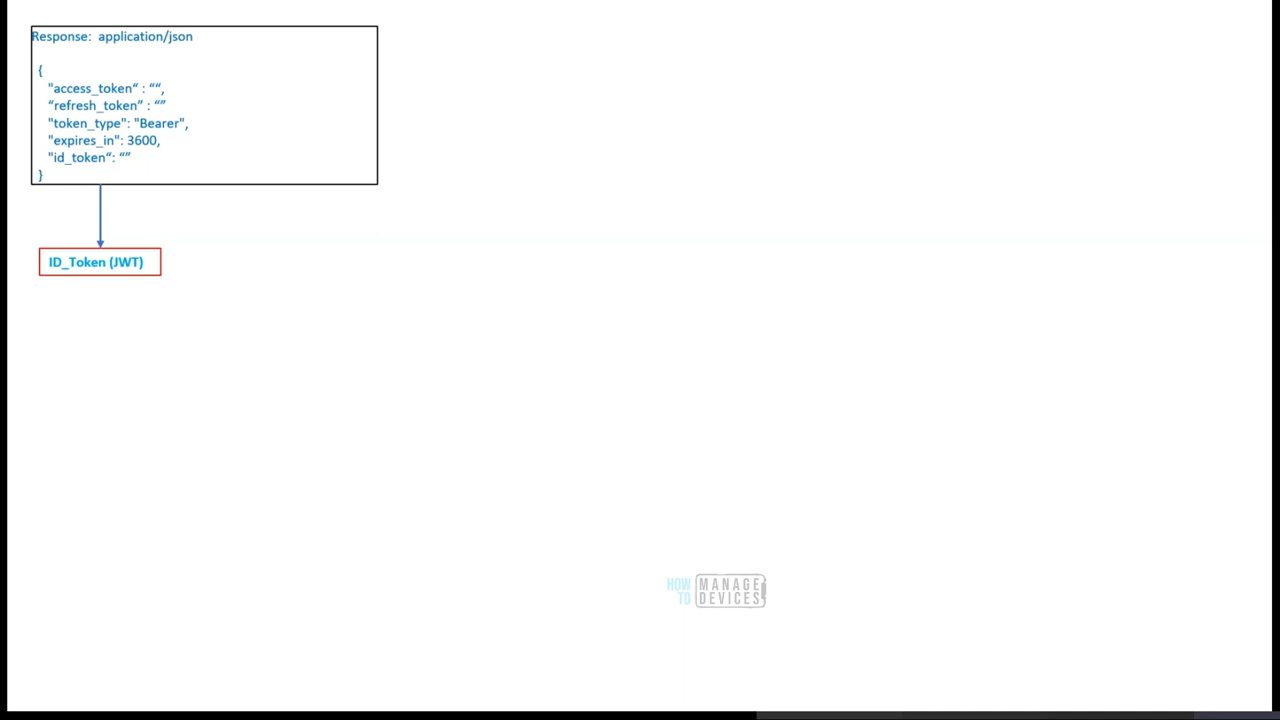 Response:  application/json
{
"access_token“ : ““,
“refresh_token” : “”
"token_type": "Bearer",
"expires_in": 3600,
"id_token“: “”
}
ID_Token (JWT)
HOW TO MANAGE DEVICES